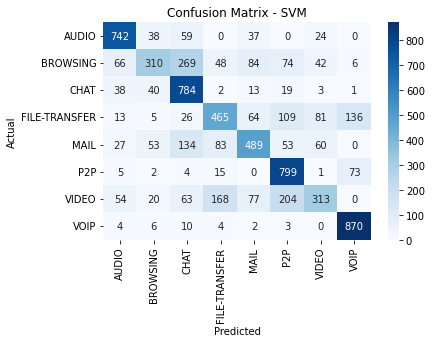 Confusion Matrix - SVM
Actual
AUDIO 742 38 59 0 37 0 24 0
BROWSING 66 310 269 48 84 74 42 6
CHAT 38 40 784 2 13 19 3 1
FILE-TRANSFER 13 5 26 465 64 109 81 136
MAIL 27 53 134 83 489 53 60 0
P2P 5 2 4 15 0 799 1 73
VIDEO 54 20 63 168 77 204 313 0
VOIP 4 6 10 4 2 3 0 870
AUDIO BROWSING CHAT FILE-TRANSFER MAIL P2P VIDEO VOIP
Predicted
800
700
600
500
400
300
200
100
0